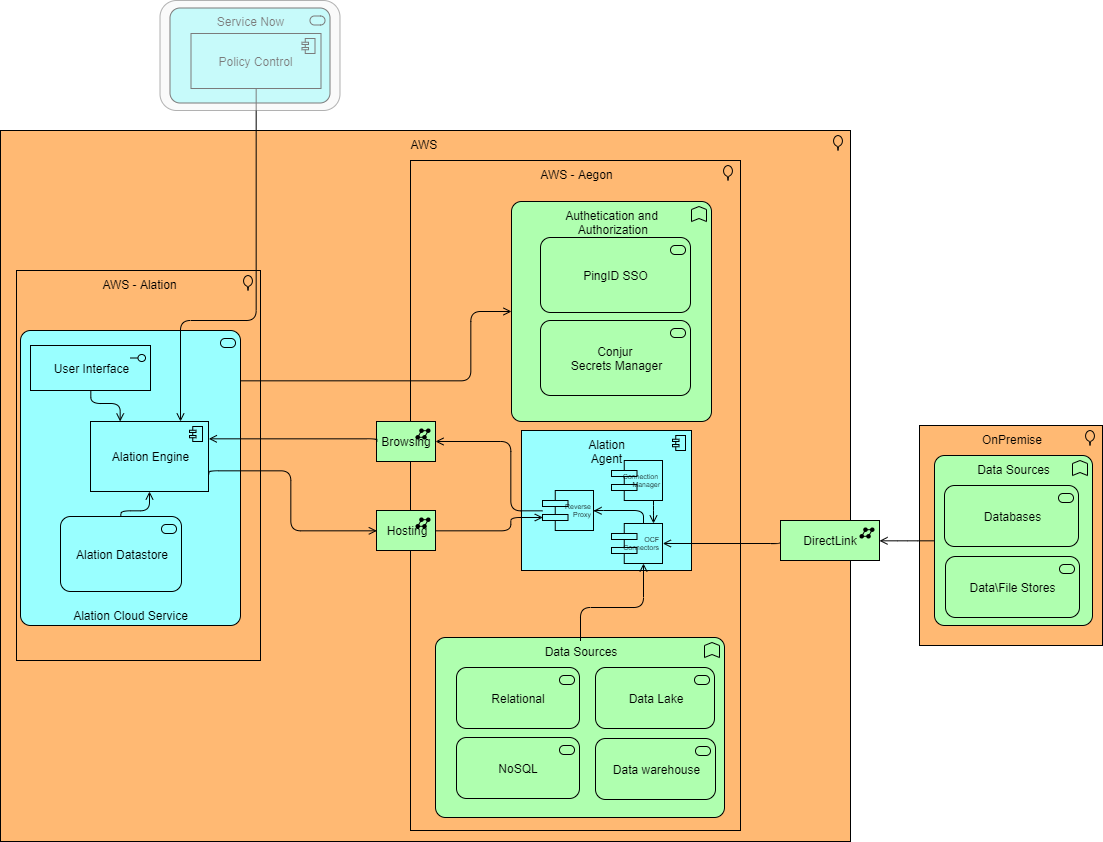 Service Now
Policy Control
AWS
AWS - Aegon
Authetication and
Authorization
PingID SSO
Conjur
Secrets Manager
AWS - Alation
User Interface
Alation Engine
Alation Datastore
Alation Cloud Service
Browsing
Hosting
Alation
Agent
Connection
Manager
Reverse
Proxy
OCF
Connectors
DirectLink
OnPremise
Data Sources
Databases
Data\File Stores
Data Sources
Relational
Data Lake
NoSQL
Data warehouse